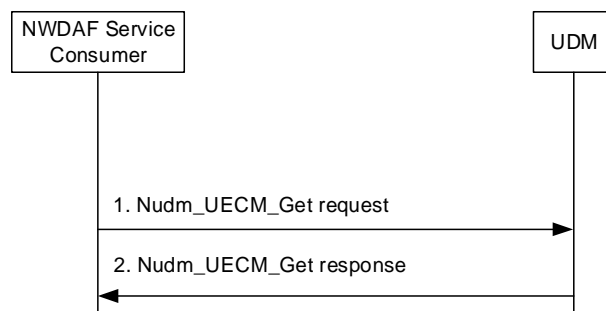 NWDAF Service
Consumer
UDM
1. Nudm_UECM_Get request
2. Nudm_UECM_Get response